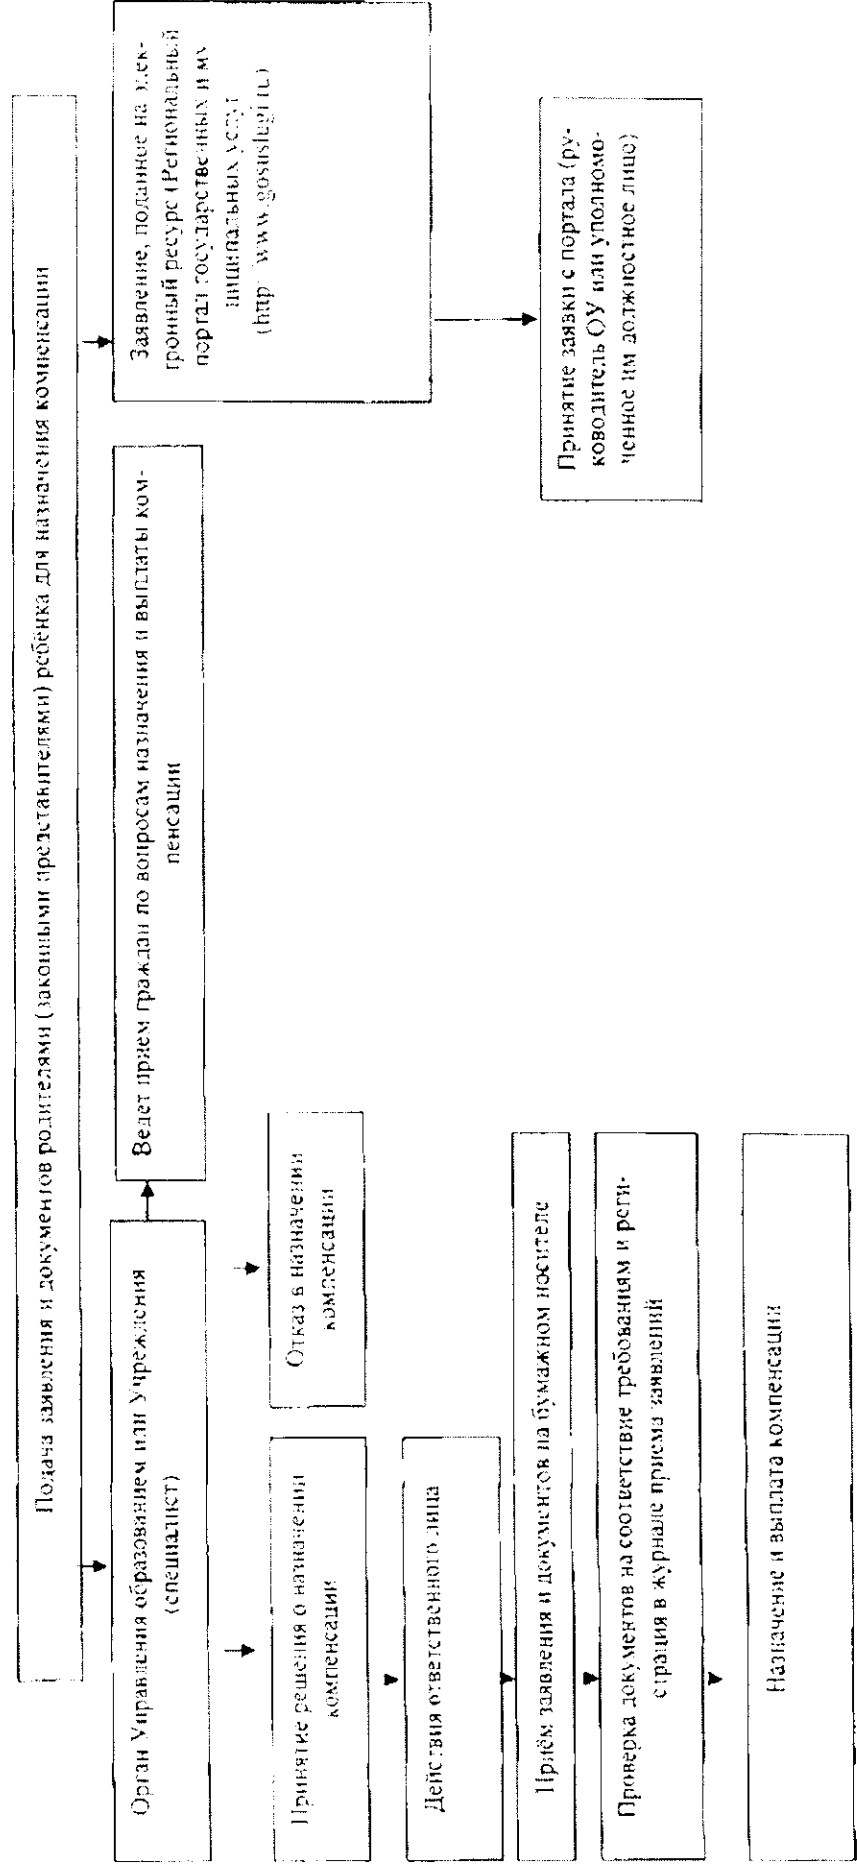 Подача заявления и документов родителями (законными представителями) ребёнка для назначения компенсации
Орган Управления образованием или Учреждения
(специалист)
Ведет прием граждан по вопросам назначения и выплаты ком-
пенсации
Заявление, поданное на элек-
тронный ресурс (Региональный
портал государственных и му
ниципальных услуг
(http www.gosuslugi.ru)
Принятие решения о назначении
компенсации
Отказ в назначении
компенсации
Принятие заявки с портала (ру-
ководитель ОУ или уполномо-
ченное им должностное лицо)
Действия ответственного лица
Приём заявления и документов на бумажном носителе
Проверка документов на соответствие требованиям и реги-
страция в журнале приема заявлений
Назначение и выплата компенсации